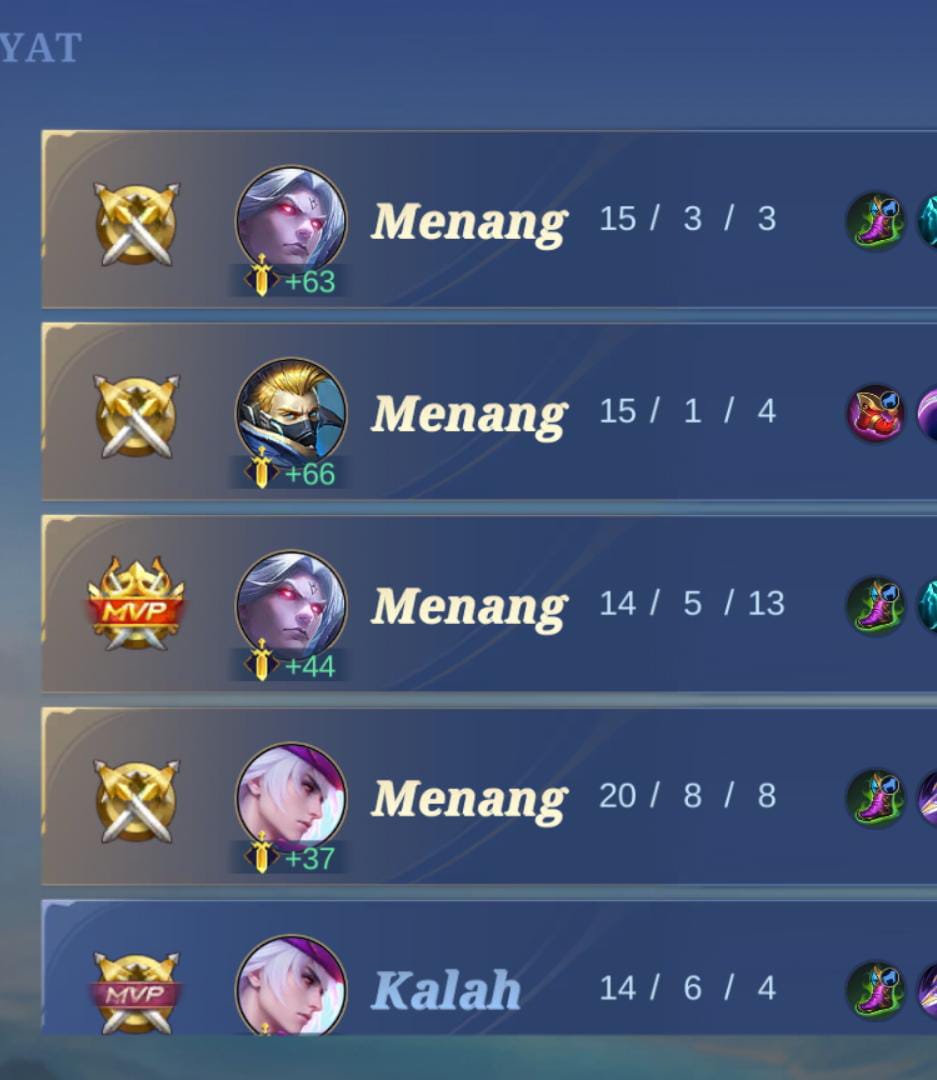 YAT
Menang 15 / 3 / 3
+63
Menang 15 / 1 / 4
+66
MVP Menang 14 / 5 / 13
+44
Menang 20 / 8 / 8
+37
MVP Kalah 14 / 6 / 4